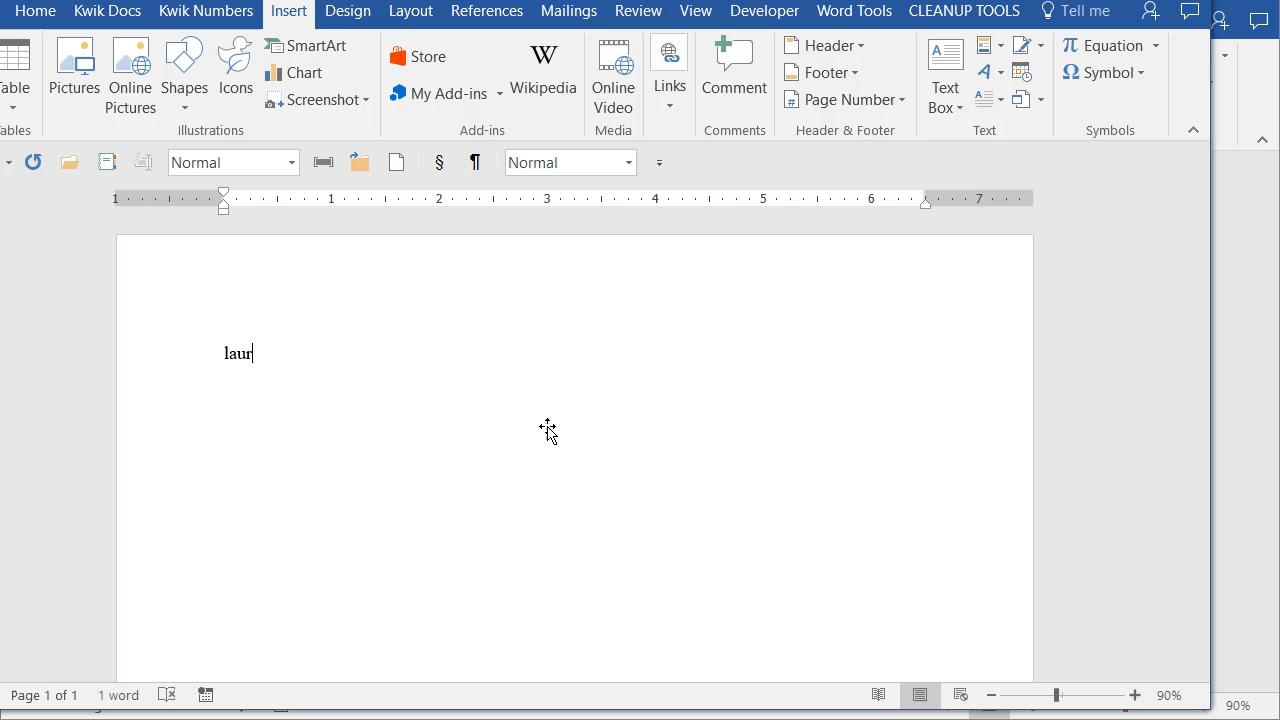 Home Kwik Docs Kwik Numbers Insert Design Layout References Mailings Review View Developer Word Tools CLEANUP TOOLS Tell me
Table
Pictures
Online Pictures
Shapes
Icons
SmartArt
Chart
Screenshot
Store
My Add-ins
W
Wikipedia
Online Video
Links
Comment
Header
Footer
Page Number
#
A
Text Box
A
A
π Equation
Ω Symbol
Tables Illustrations Add-ins Media Comments Header & Footer Text Symbols
Normal § ¶ Normal
1 1 2 3 4 5 6 7
laur
Page 1 of 1 1 word 90%
90%